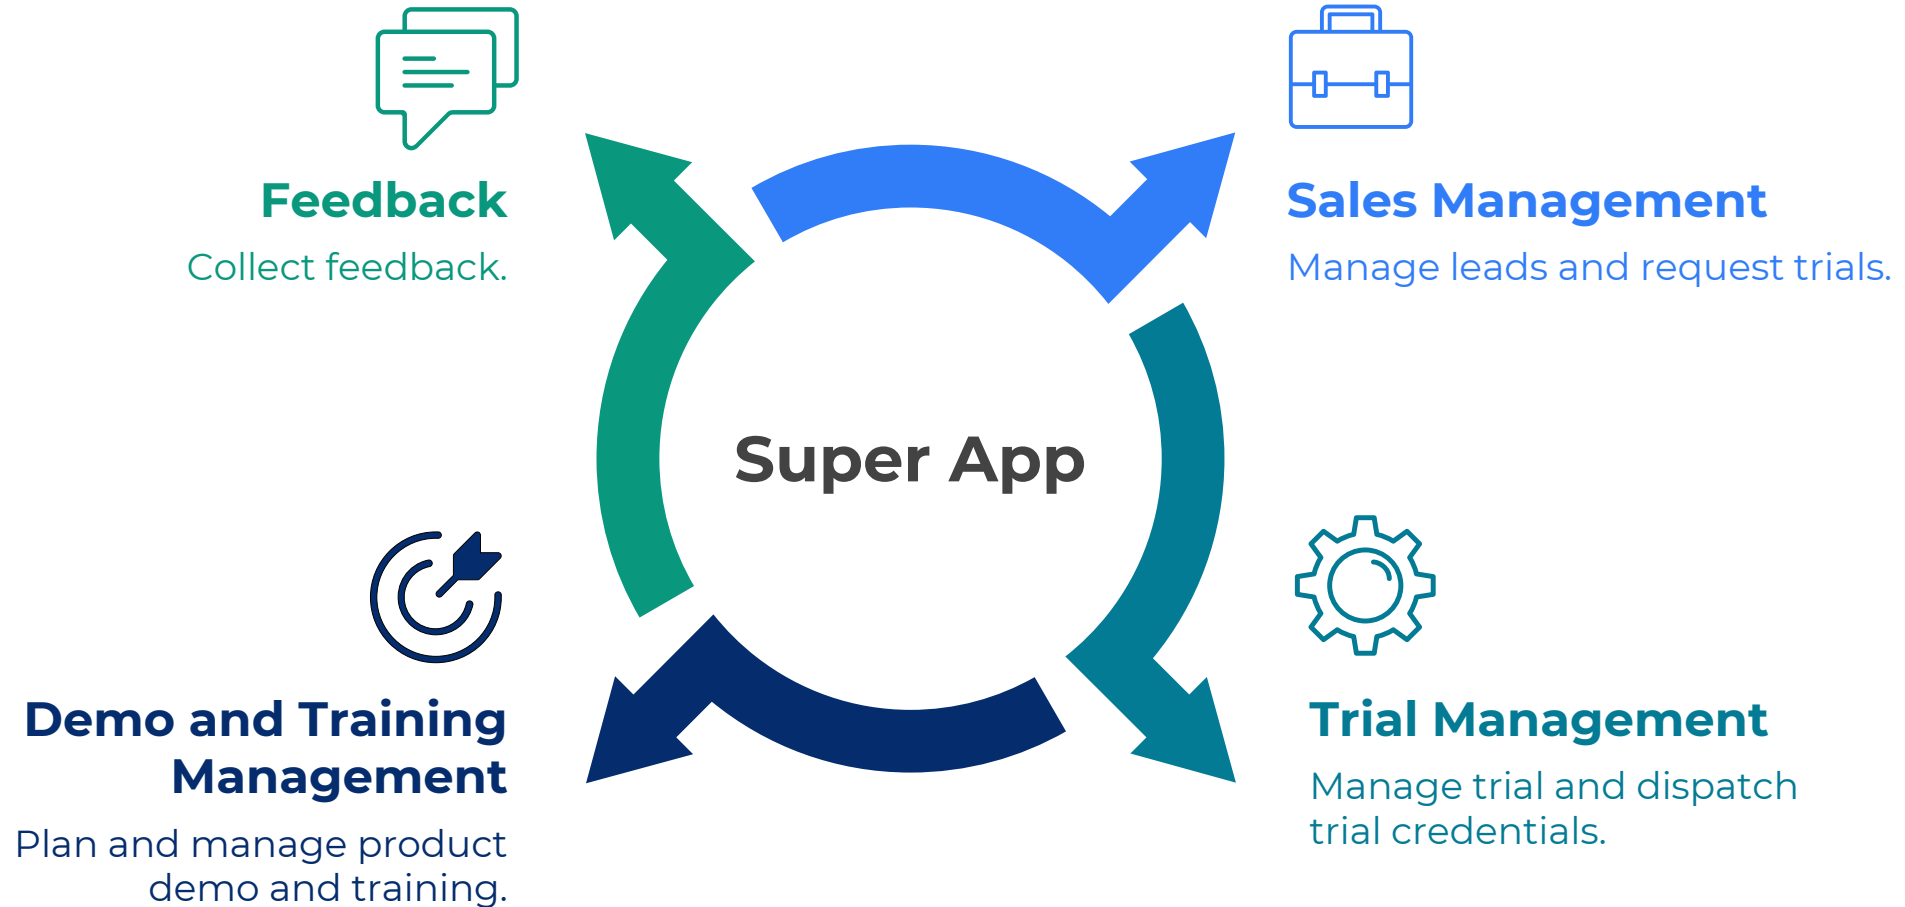 Feedback
Collect feedback.
Sales Management
Manage leads and request trials.
Super App
Demo and Training
Management
Plan and manage product
demo and training.
Trial Management
Manage trial and dispatch
trial credentials.